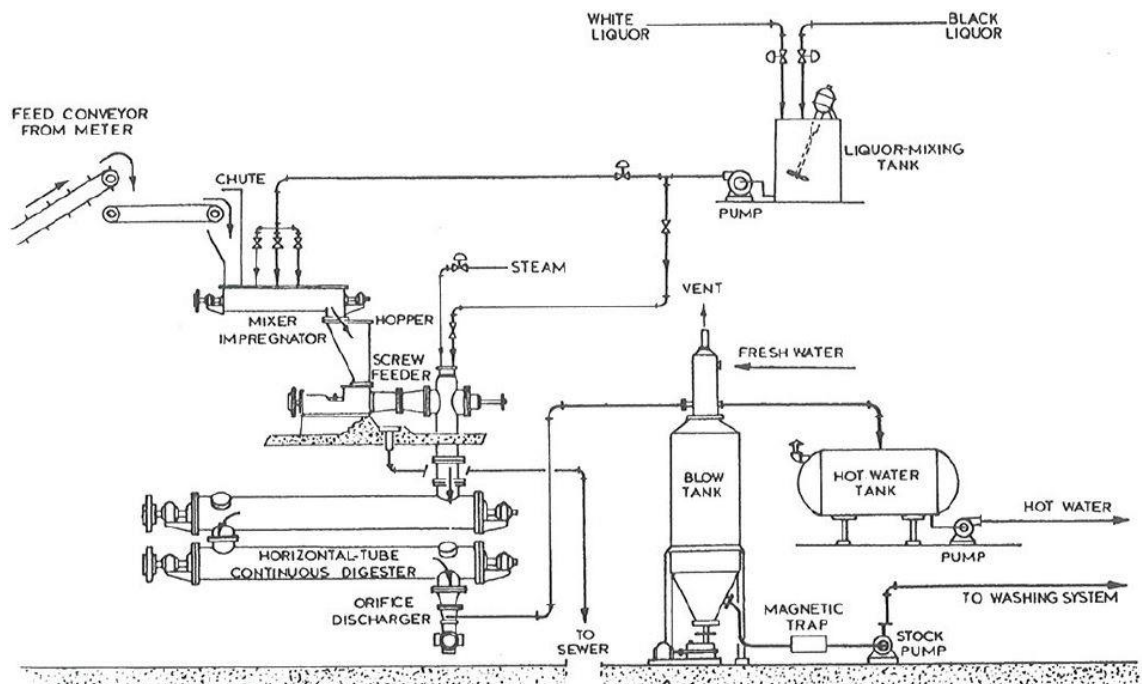 WHITE
LIQUOR
BLACK
LIQUOR
FEED CONVEYOR
FROM METER
CHUTE
LIQUOR-MIXING
TANK
PUMP
STEAM
VENT
MIXER
IMPREGNATOR
HOPPER
SCREW
FEEDER
FRESH WATER
BLOW
TANK
HOT WATER
TANK
HOT WATER
PUMP
HORIZONTAL-TUBE
CONTINUOUS DIGESTER
ORIFICE
DISCHARGER
TO
SEWER
MAGNETIC
TRAP
TO WASHING SYSTEM
STOCK
PUMP